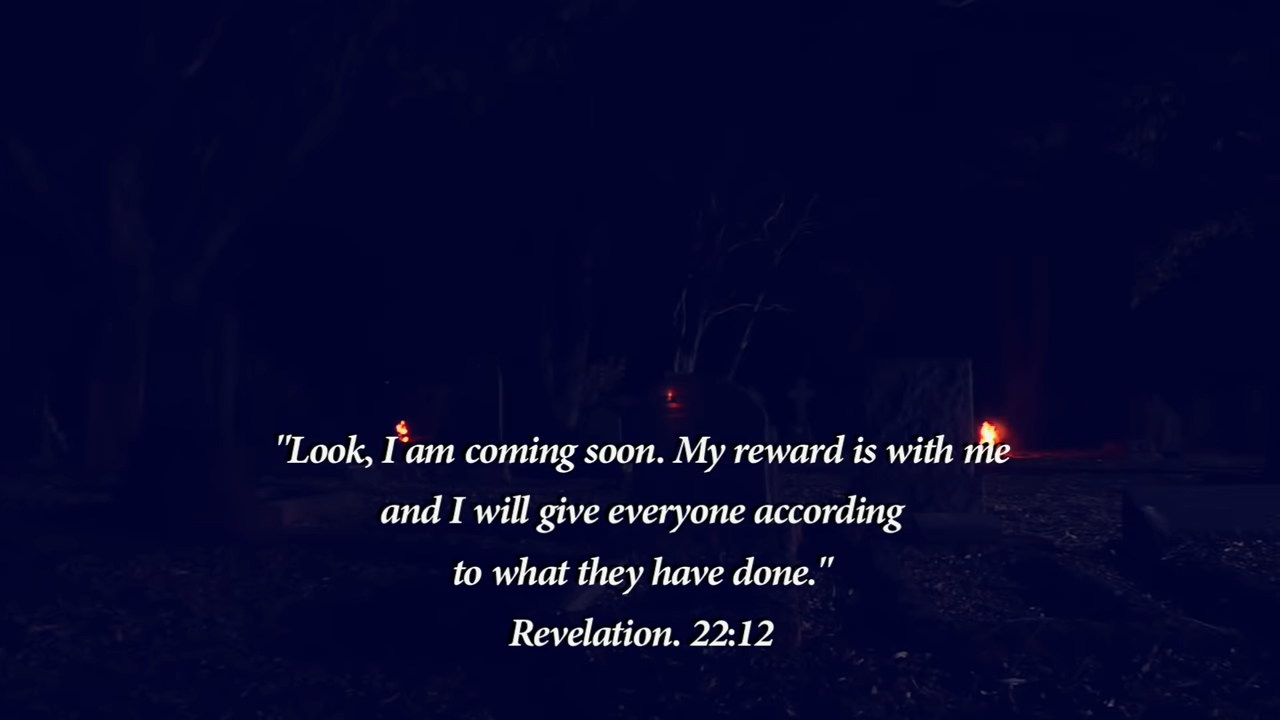 "Look, I am coming soon. My reward is with me
and I will give everyone according
to what they have done."
Revelation. 22:12